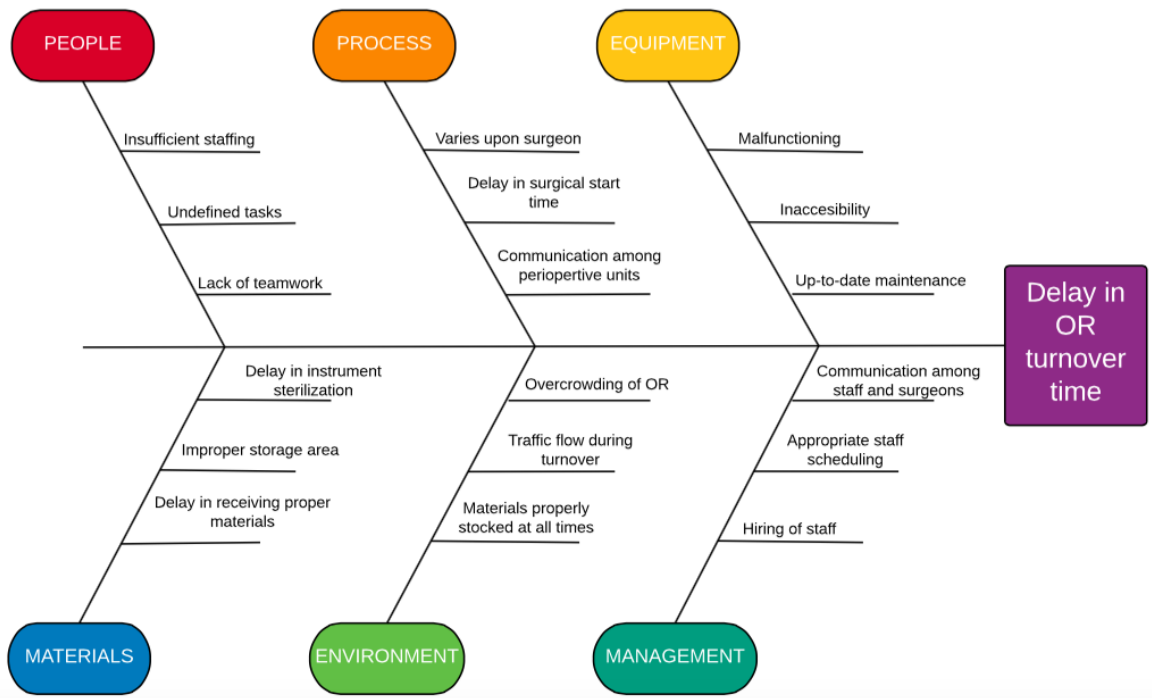 PEOPLE
PROCESS
EQUIPMENT
Insufficient staffing
Varies upon surgeon
Malfunctioning
Undefined tasks
Delay in surgical start
time
Inaccesibility
Lack of teamwork
Communication among
periopertive units
Up-to-date maintenance
Delay in
OR
turnover
time
Delay in instrument
sterilization
Overcrowding of OR
Communication among
staff and surgeons
Improper storage area
Traffic flow during
turnover
Appropriate staff
scheduling
Delay in receiving proper
materials
Materials properly
stocked at all times
Hiring of staff
MATERIALS
ENVIRONMENT
MANAGEMENT